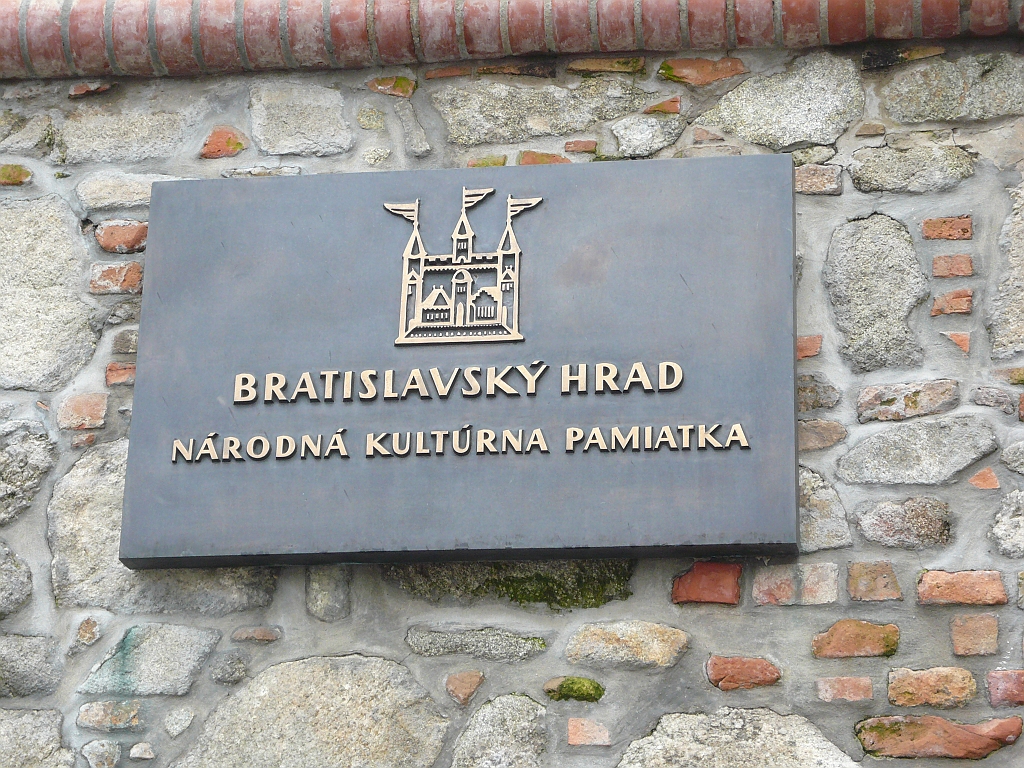 BRATISLAVSKÝ HRAD
NÁRODNÁ KULTÚRNA PAMIATKA